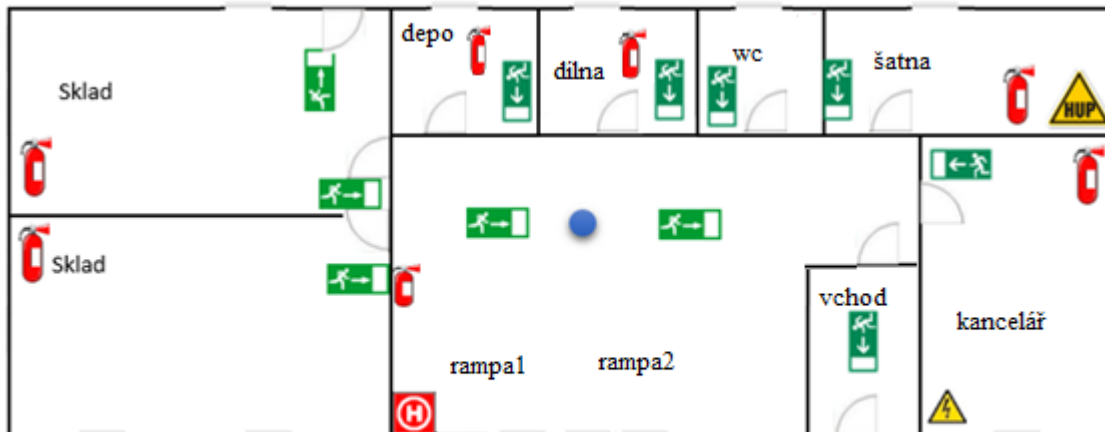 depo
dílna
wc
šatna
Sklad
HUP
Sklad
vchod
kancelář
rampa1
rampa2
H